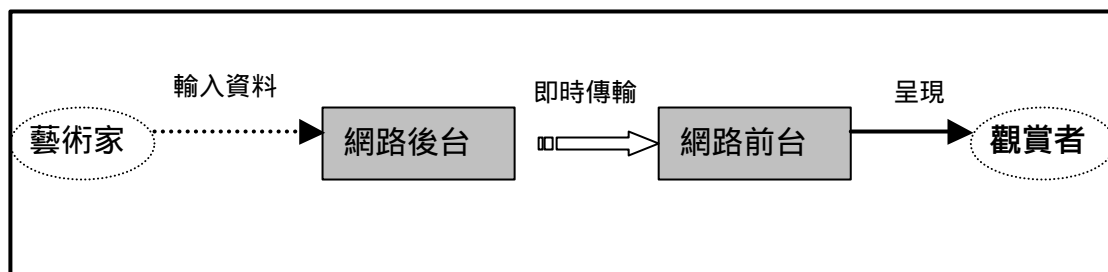 輸入資料
即時傳輸
呈現
藝術家
網路後台
網路前台
觀賞者